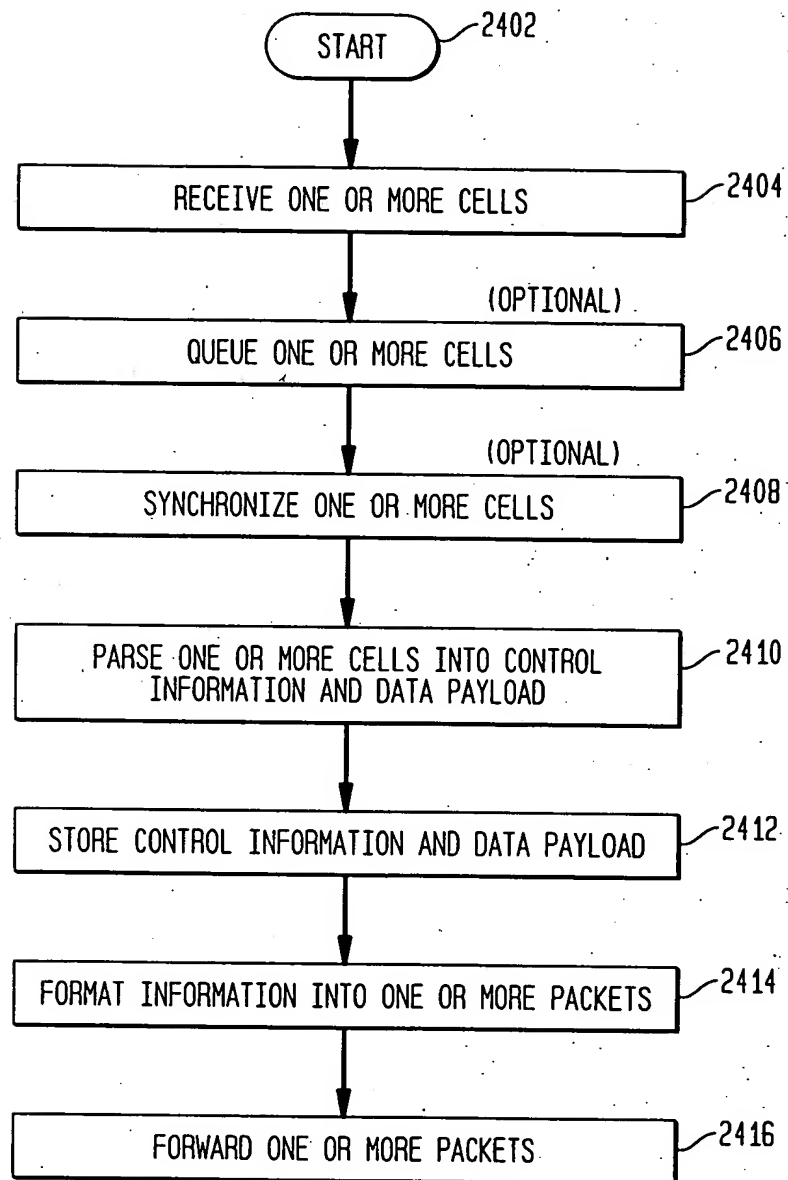 START
2402
RECEIVE ONE OR MORE CELLS
2404
(OPTIONAL)
QUEUE ONE OR MORE CELLS
2406
(OPTIONAL)
SYNCHRONIZE ONE OR MORE CELLS
2408
PARSE ONE OR MORE CELLS INTO CONTROL
INFORMATION AND DATA PAYLOAD
2410
STORE CONTROL INFORMATION AND DATA PAYLOAD
2412
FORMAT INFORMATION INTO ONE OR MORE PACKETS
2414
FORWARD ONE OR MORE PACKETS
2416